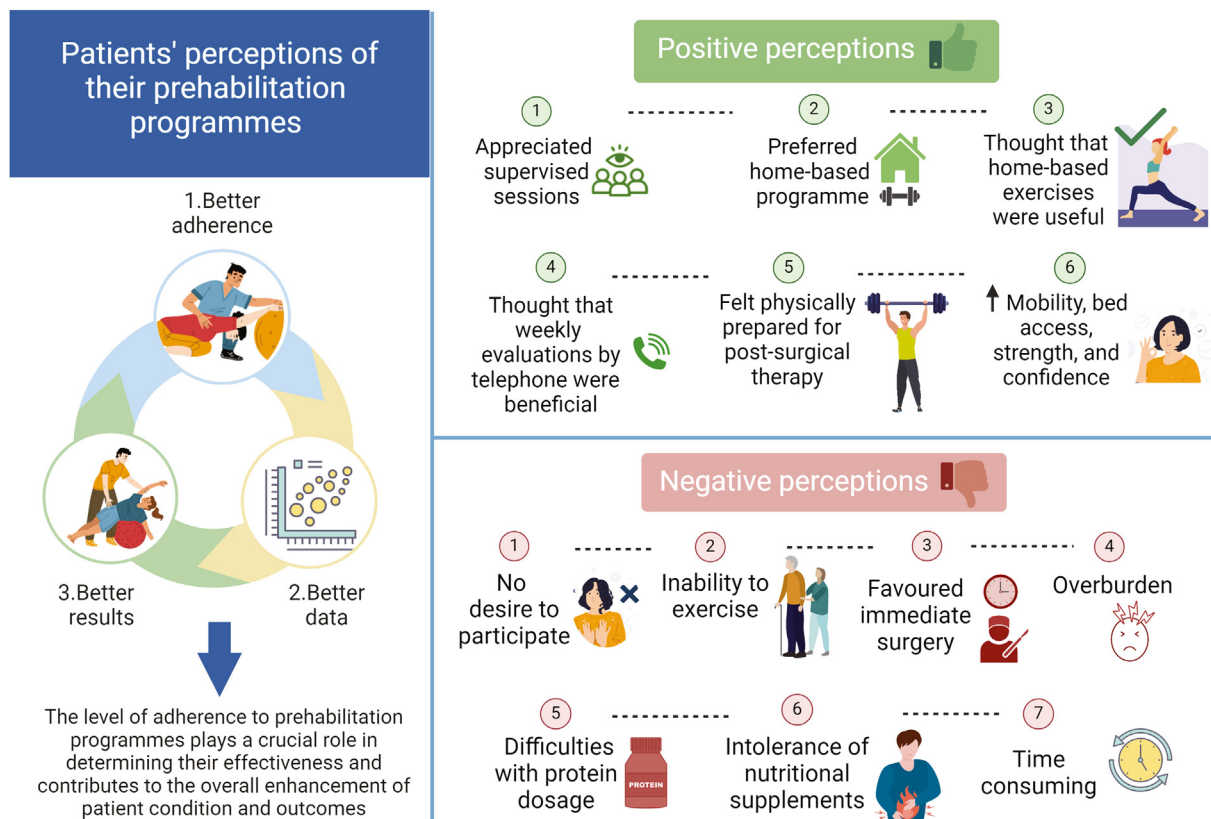 Patients' perceptions of
their prehabilitation
programmes
1.Better
adherence
3.Better
results
2.Better
data
The level of adherence to prehabilitation
programmes plays a crucial role in
determining their effectiveness and
contributes to the overall enhancement of
patient condition and outcomes
Positive perceptions
1
Appreciated
supervised
sessions
2
Preferred
home-based
programme
3
Thought that
home-based
exercises
were useful
4
Thought that
weekly
evaluations by
telephone were
beneficial
5
Felt physically
prepared for
post-surgical
therapy
6
↑ Mobility, bed
access,
strength, and
confidence
Negative perceptions
1
No
desire to
participate
2
Inability to
exercise
3
Favoured
immediate
surgery
4
Overburden
5
Difficulties
with protein
dosage
PROTEIN
6
Intolerance of
nutritional
supplements
7
Time
consuming